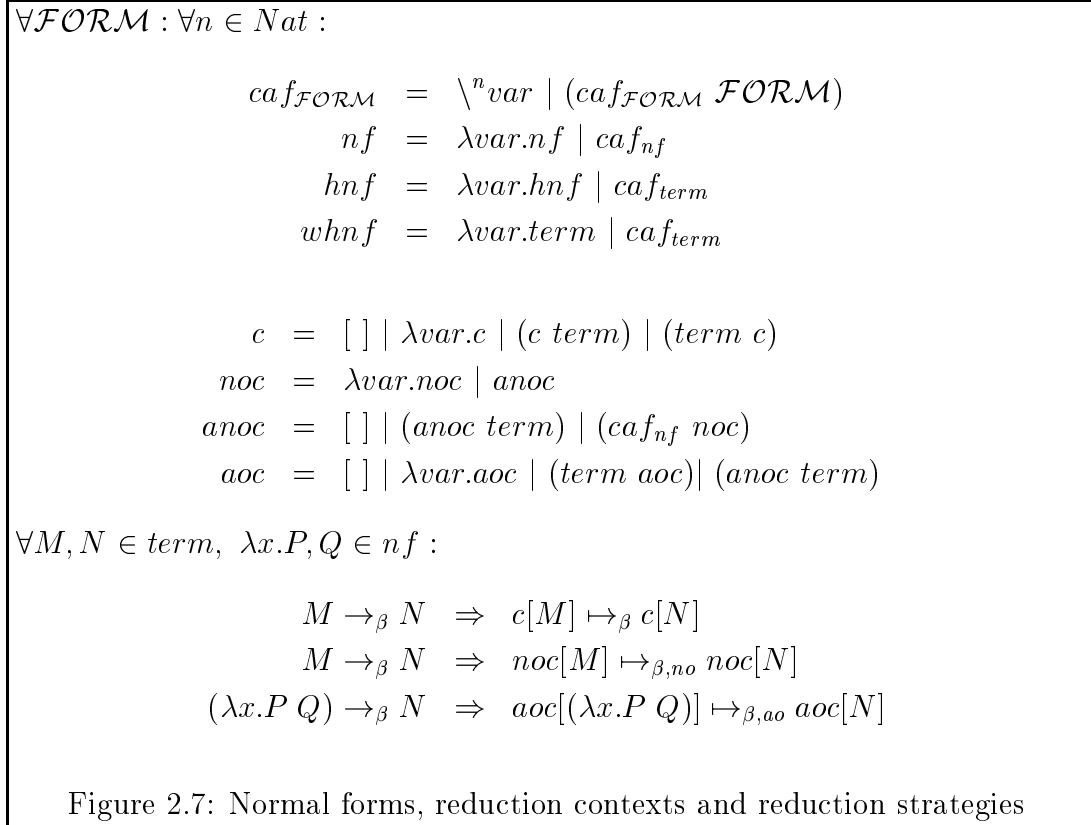 ∀𝓕𝓞𝓡𝓜 : ∀n ∈ Nat :
caf_𝓕𝓞𝓡𝓜 = \ⁿvar | (caf_𝓕𝓞𝓡𝓜 𝓕𝓞𝓡𝓜)
nf = λvar.nf | caf_nf
hnf = λvar.hnf | caf_term
whnf = λvar.term | caf_term
c = [ ] | λvar.c | (c term) | (term c)
noc = λvar.noc | anoc
anoc = [ ] | (anoc term) | (caf_nf noc)
aoc = [ ] | λvar.aoc | (term aoc)| (anoc term)
∀M, N ∈ term, λx.P, Q ∈ nf :
M →_β N ⇒ c[M] ↦_β c[N]
M →_β N ⇒ noc[M] ↦_β,no noc[N]
(λx.P Q) →_β N ⇒ aoc[(λx.P Q)] ↦_β,ao aoc[N]
Figure 2.7: Normal forms, reduction contexts and reduction strategies